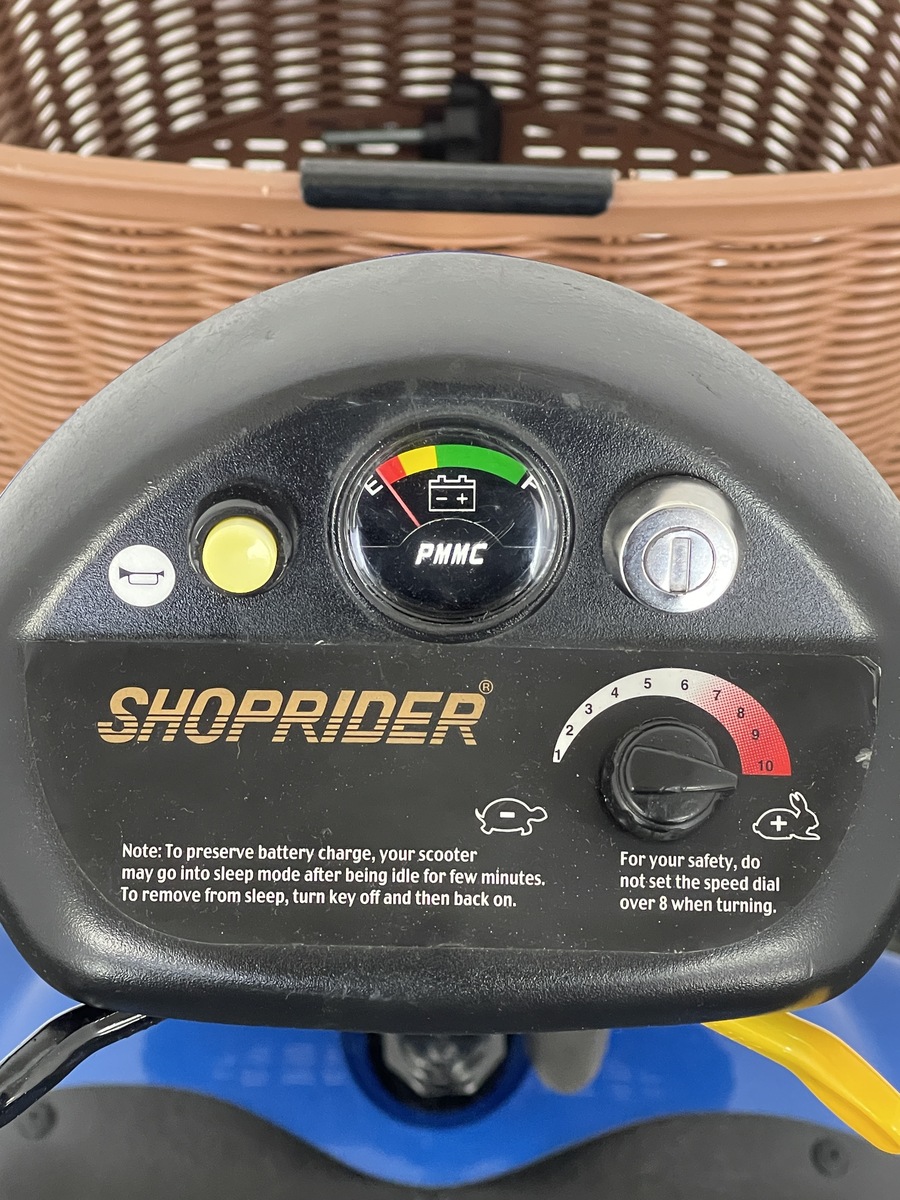 E F
- +
PMMC
SHOPRIDER®
1 2 3 4 5 6 7 8 9 10
-
+
Note: To preserve battery charge, your scooter
may go into sleep mode after being idle for few minutes.
To remove from sleep, turn key off and then back on.
For your safety, do
not set the speed dial
over 8 when turning.